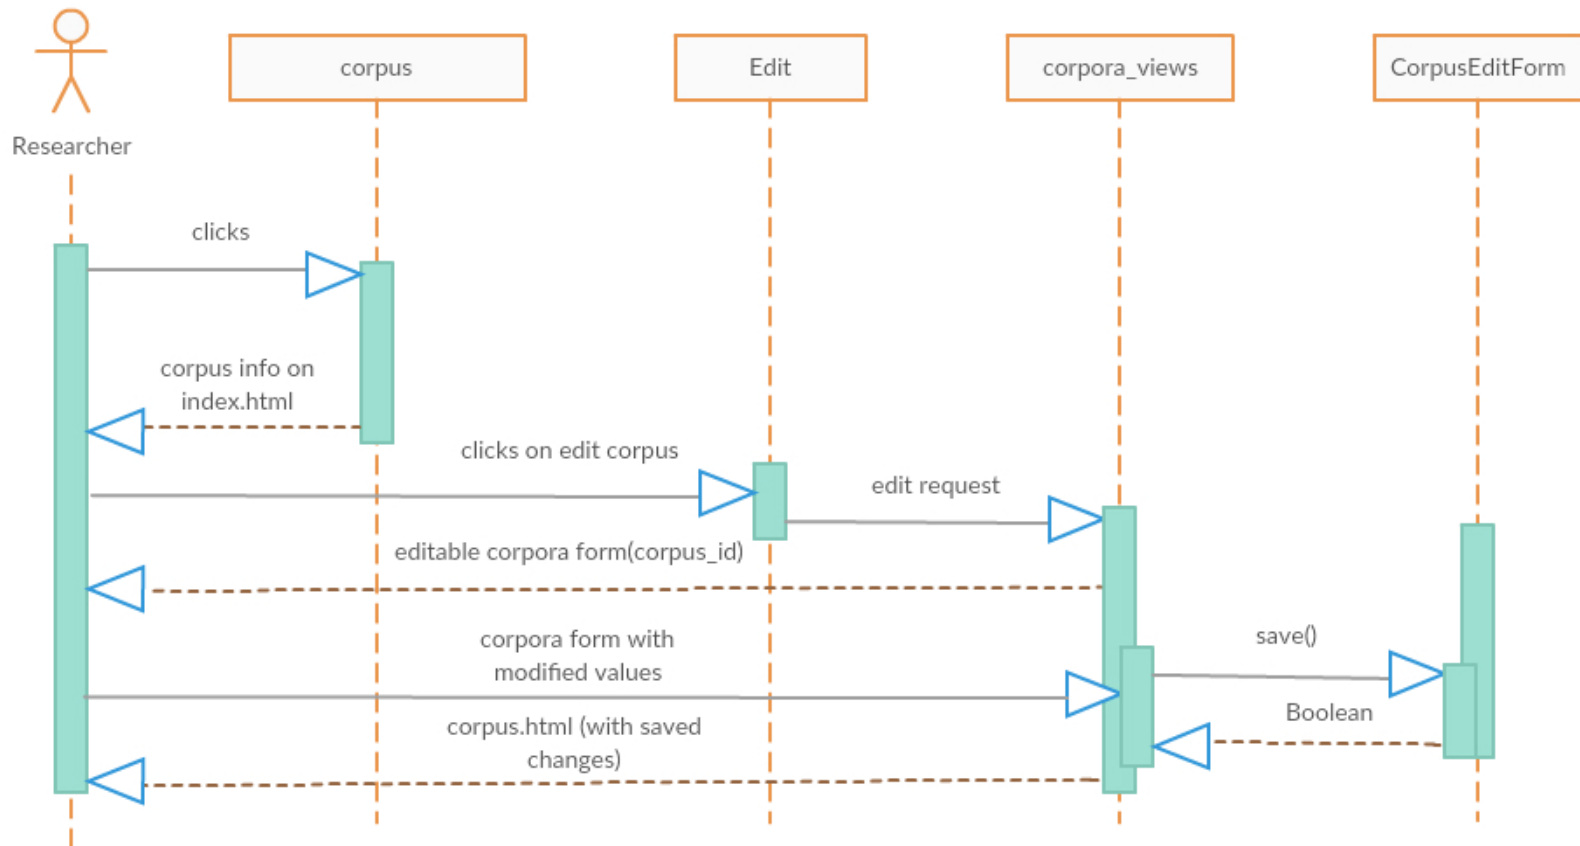 corpus
Edit
corpora_views
CorpusEditForm
Researcher
clicks
corpus info on
index.html
clicks on edit corpus
edit request
editable corpora form(corpus_id)
corpora form with
modified values
save()
Boolean
corpus.html (with saved
changes)